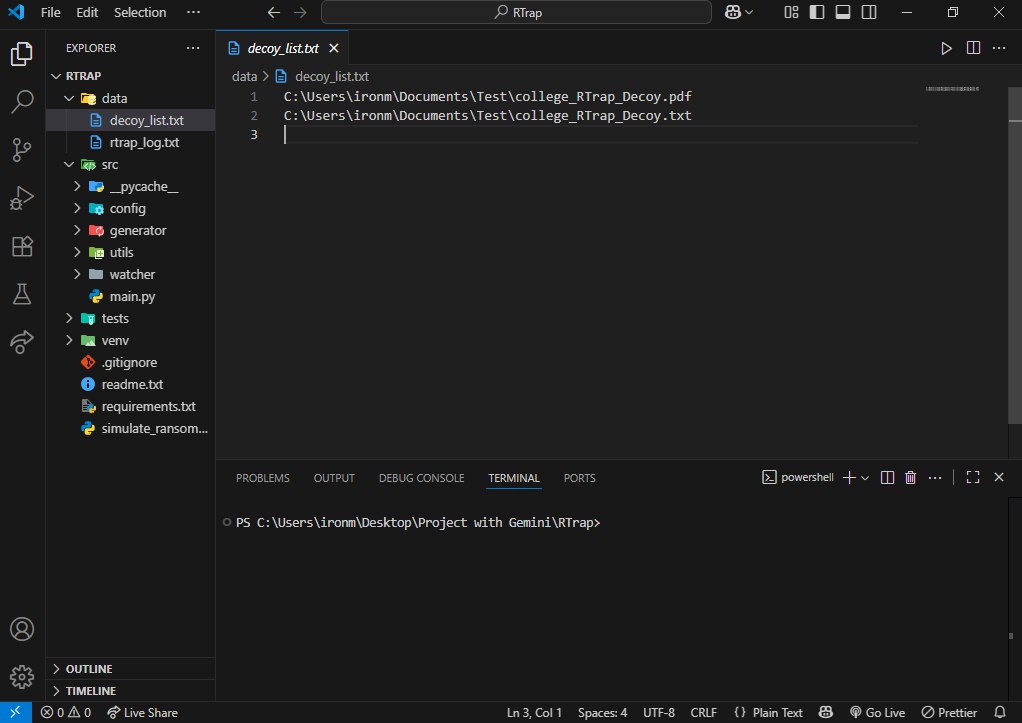 File Edit Selection ··· RTrap
EXPLORER ···
RTRAP
data
decoy_list.txt
rtrap_log.txt
src
__pycache__
config
generator
utils
watcher
main.py
tests
venv
.gitignore
readme.txt
requirements.txt
simulate_ransom...
OUTLINE
TIMELINE
decoy_list.txt
data > decoy_list.txt
1 C:\Users\ironm\Documents\Test\college_RTrap_Decoy.pdf
2 C:\Users\ironm\Documents\Test\college_RTrap_Decoy.txt
3
PROBLEMS OUTPUT DEBUG CONSOLE TERMINAL PORTS powershell
PS C:\Users\ironm\Desktop\Project with Gemini\RTrap>
0 0 Live Share Ln 3, Col 1 Spaces: 4 UTF-8 CRLF {} Plain Text Go Live Prettier